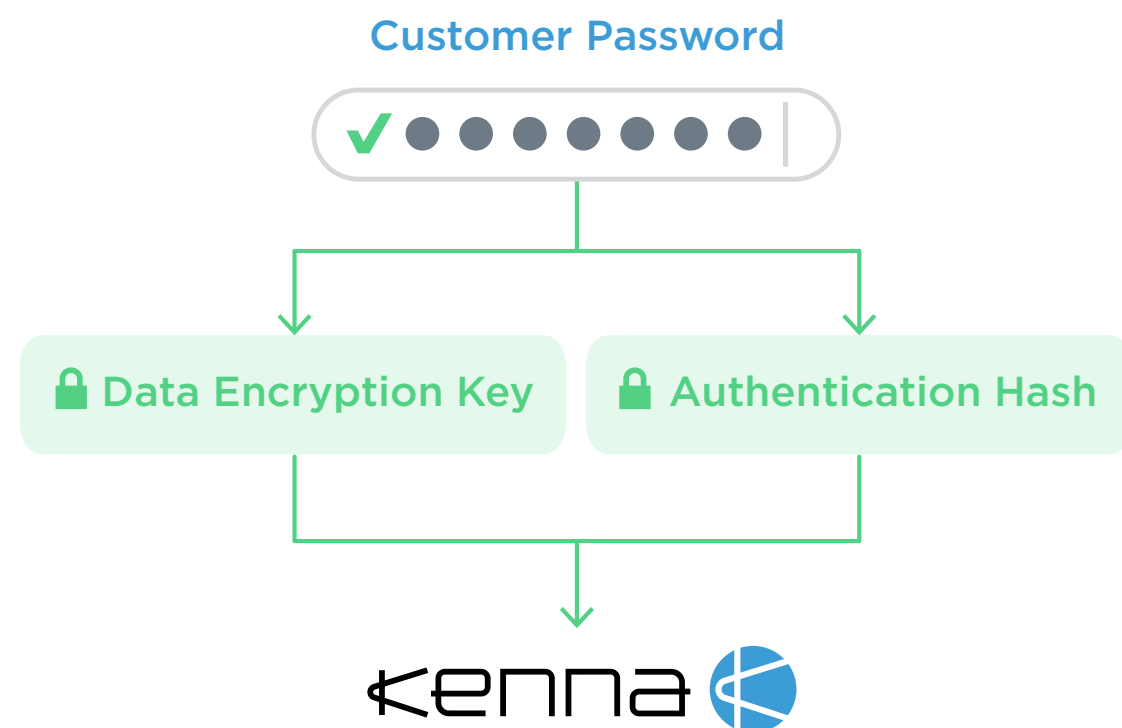 Customer Password
Data Encryption Key
Authentication Hash
kenna